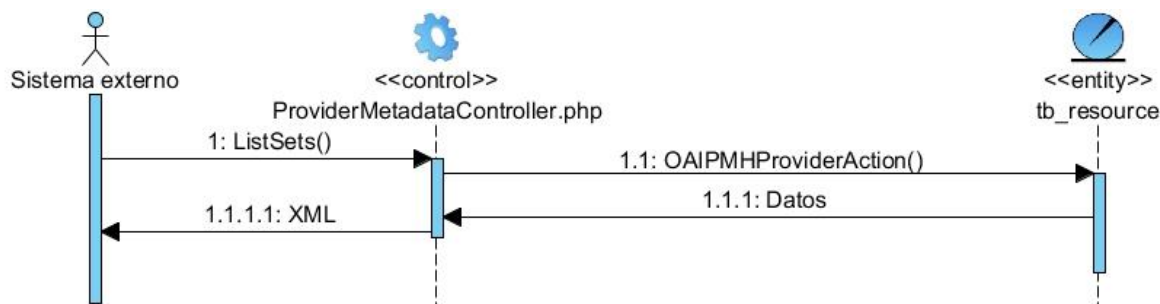 Sistema externo
<<control>>
ProviderMetadataController.php
<<entity>>
tb_resource
1: ListSets()
1.1: OAIPMHProviderAction()
1.1.1: Datos
1.1.1.1: XML